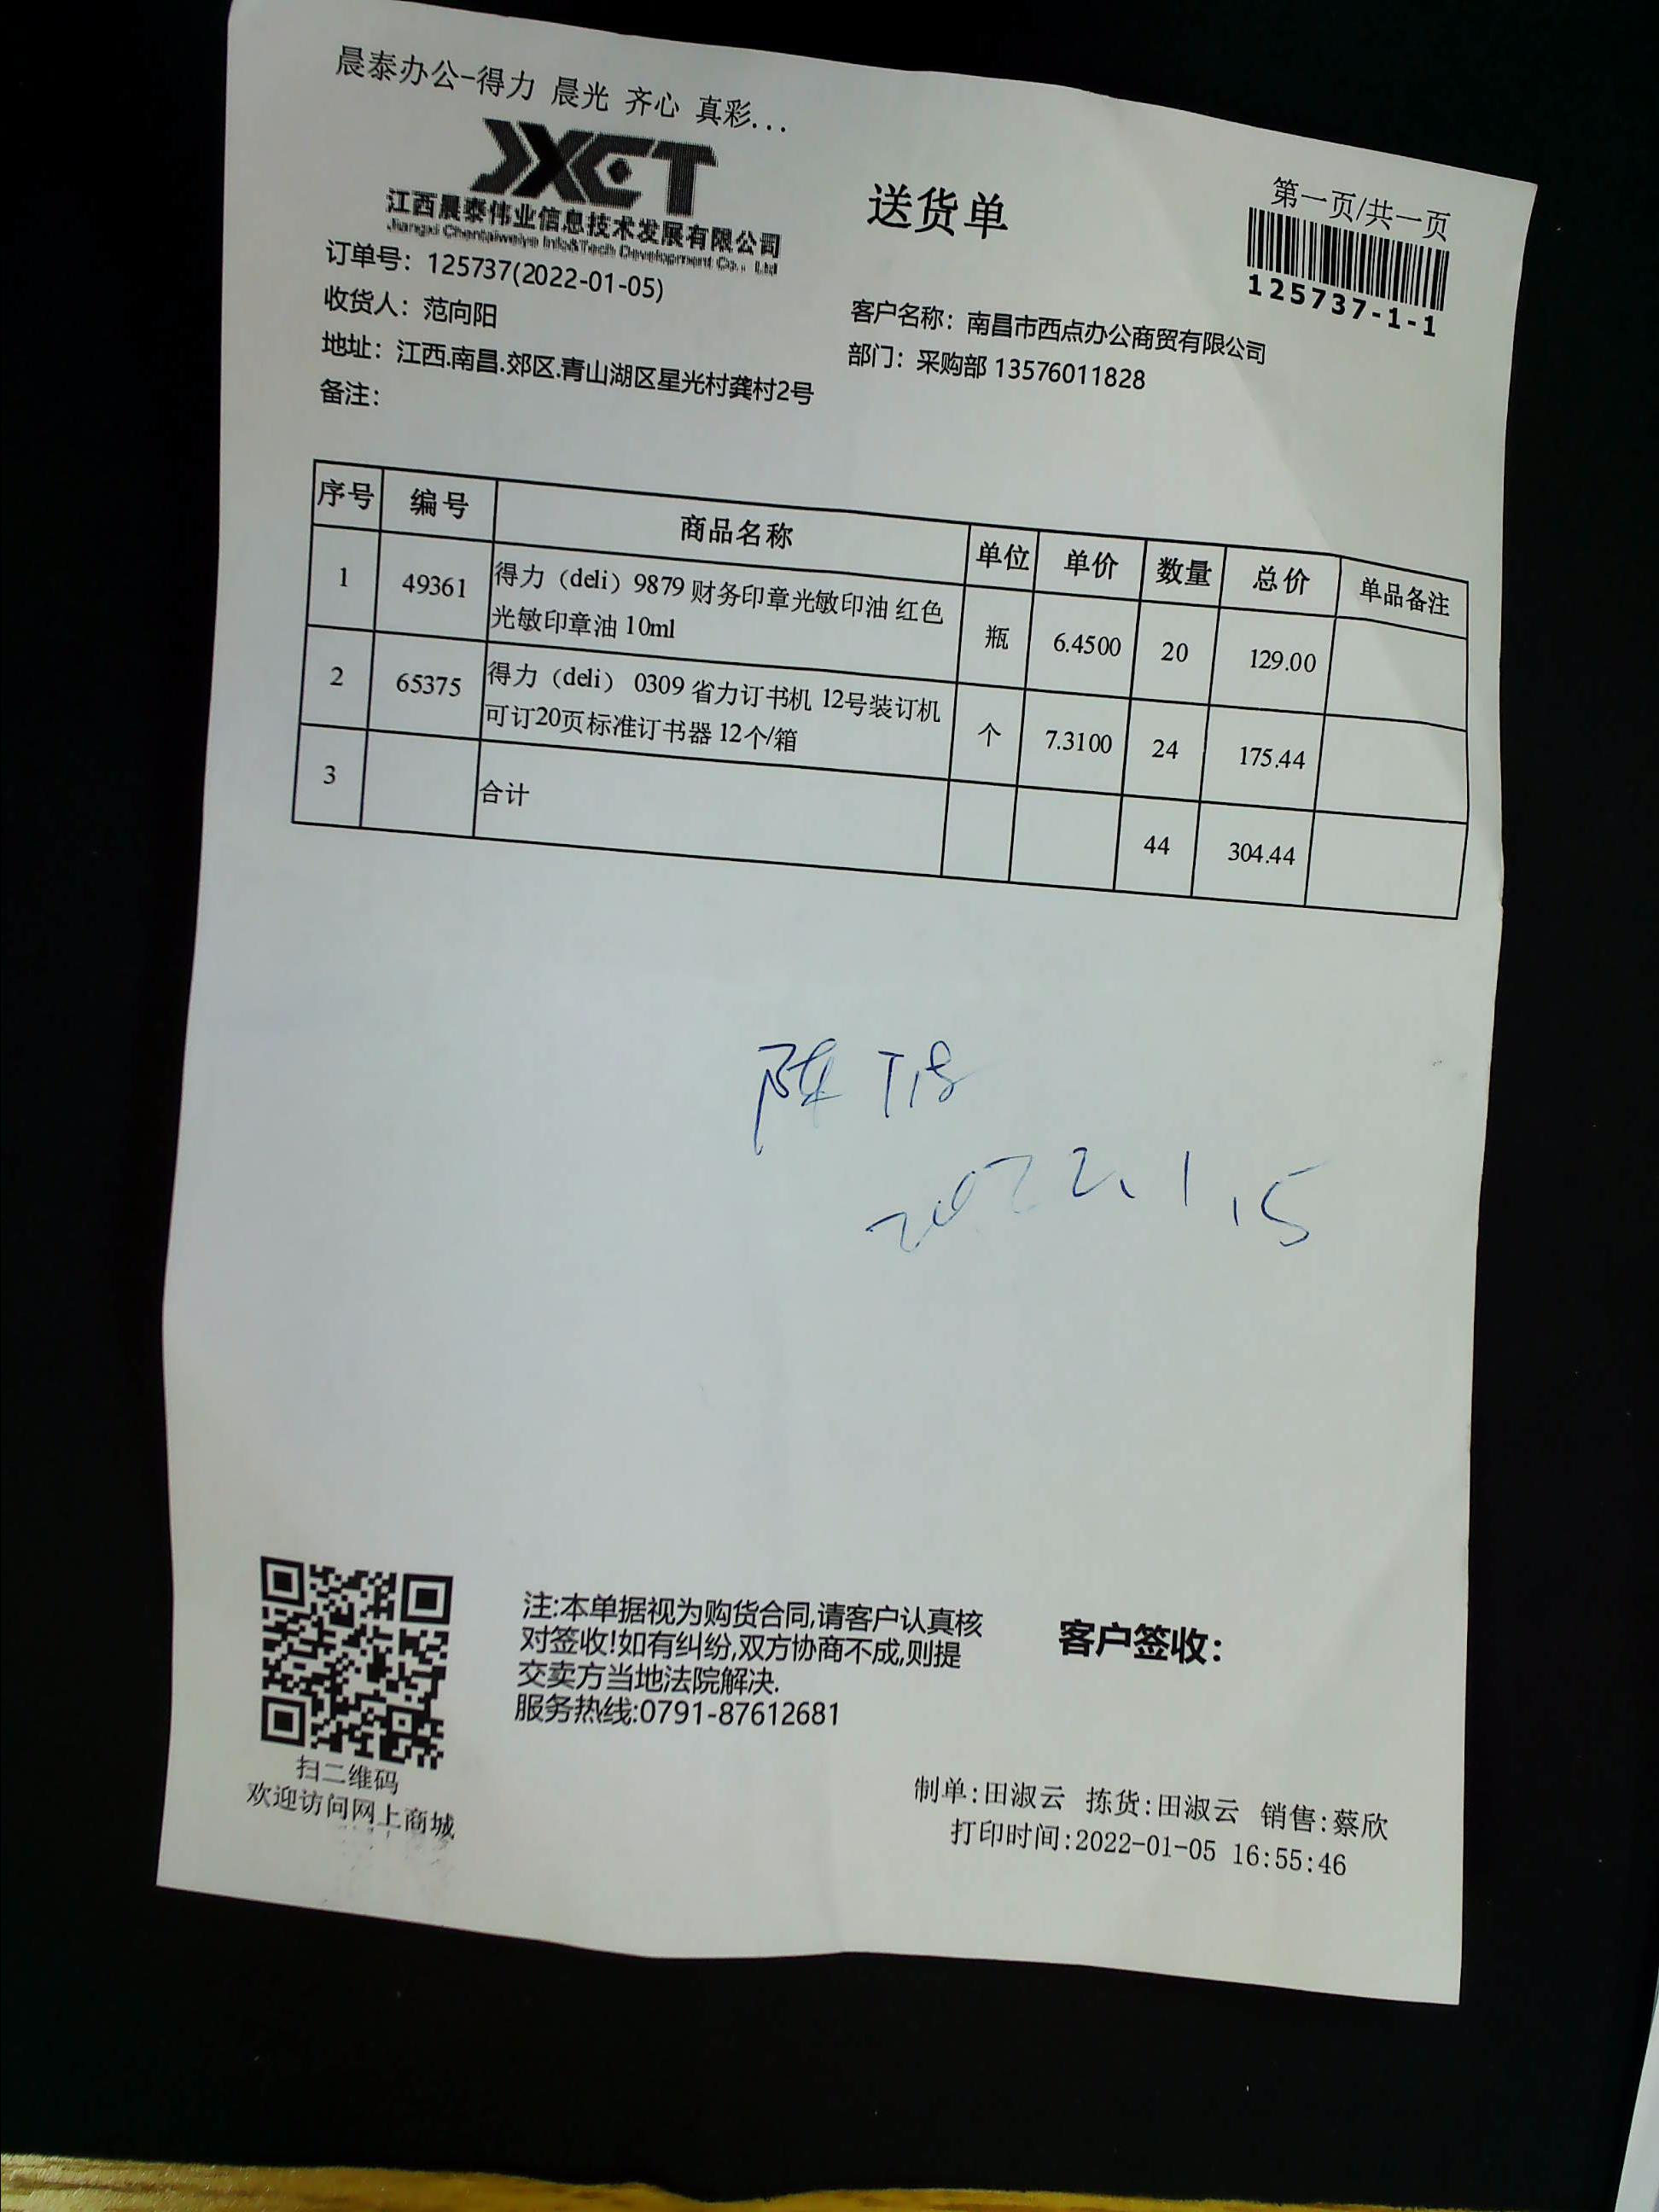 晨泰办公-得力 晨光 齐心 真彩...
JXCT
江西晨泰伟业信息技术发展有限公司
Jiangxi Chentaiweiye Info&Tech Development Co., Ltd
送货单
第一页/共一页
125737-1-1
订单号：125737(2022-01-05)
收货人：范向阳
客户名称：南昌市西点办公商贸有限公司
地址：江西.南昌.郊区.青山湖区星光村龚村2号
部门：采购部 13576011828
备注：
序号 编号 商品名称 单位 单价 数量 总价 单品备注
1 49361 得力（deli）9879 财务印章光敏印油 红色 瓶 6.4500 20 129.00
光敏印章油 10ml
2 65375 得力（deli） 0309 省力订书机 12号装订机 个 7.3100 24 175.44
可订20页标准订书器 12个/箱
3 合计 44 304.44
陈
2022.1.5
注:本单据视为购货合同,请客户认真核
对签收!如有纠纷,双方协商不成,则提
交卖方当地法院解决.
服务热线:0791-87612681
客户签收：
扫二维码
欢迎访问网上商城
制单:田淑云 拣货:田淑云 销售:蔡欣
打印时间:2022-01-05 16:55:46